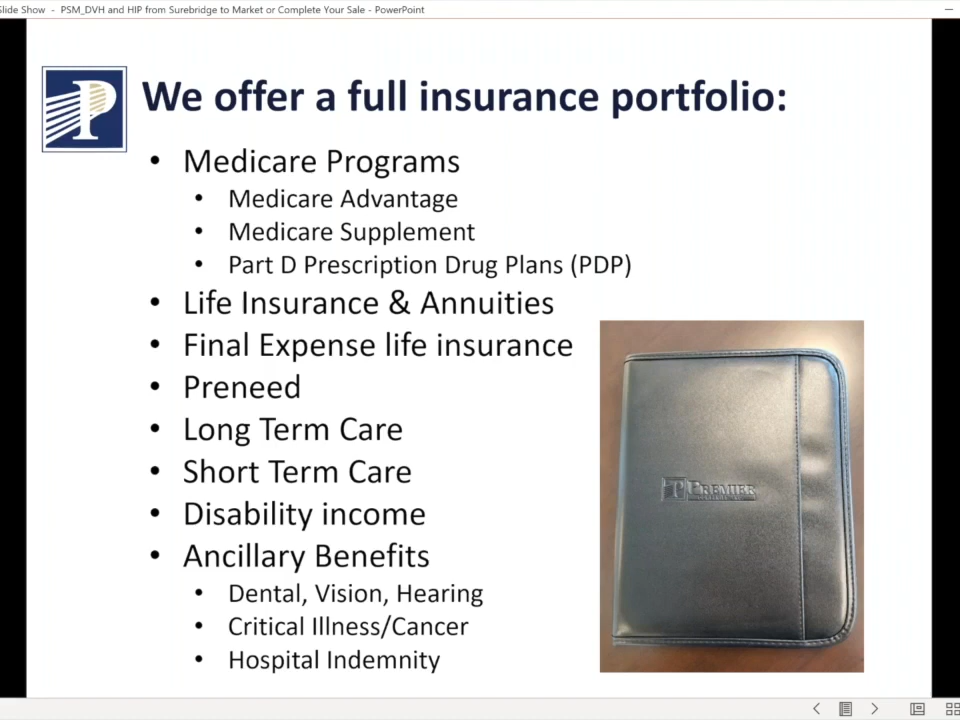 Slide Show - PSM_DVH and HIP from Surebridge to Market or Complete Your Sale - PowerPoint
P
We offer a full insurance portfolio:
• Medicare Programs
• Medicare Advantage
• Medicare Supplement
• Part D Prescription Drug Plans (PDP)
• Life Insurance & Annuities
• Final Expense life insurance
• Preneed
• Long Term Care
• Short Term Care
• Disability income
• Ancillary Benefits
• Dental, Vision, Hearing
• Critical Illness/Cancer
• Hospital Indemnity
P PREMIER